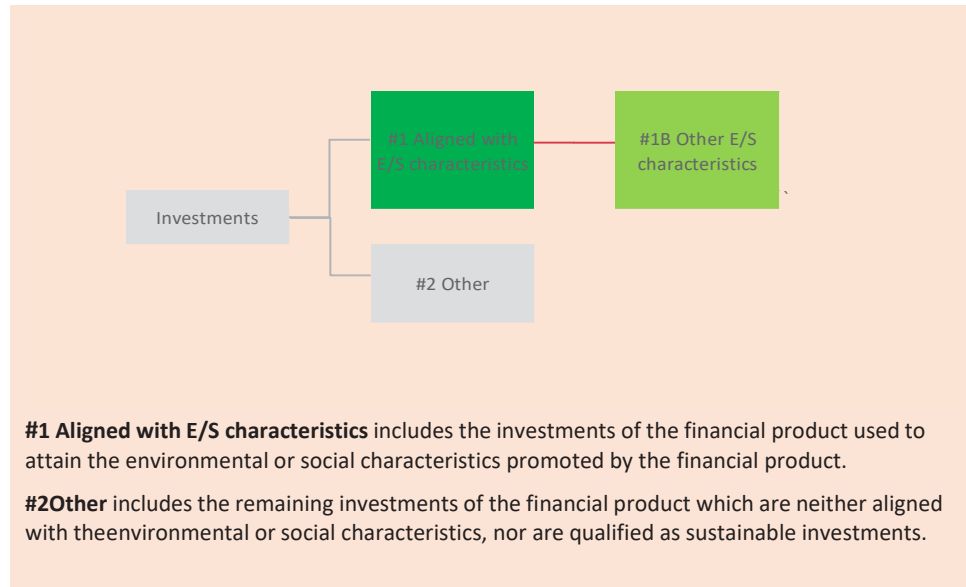 #1 Aligned with
E/S characteristics
#1B Other E/S
characteristics
`
Investments
#2 Other
#1 Aligned with E/S characteristics includes the investments of the financial product used to
attain the environmental or social characteristics promoted by the financial product.
#2Other includes the remaining investments of the financial product which are neither aligned
with theenvironmental or social characteristics, nor are qualified as sustainable investments.